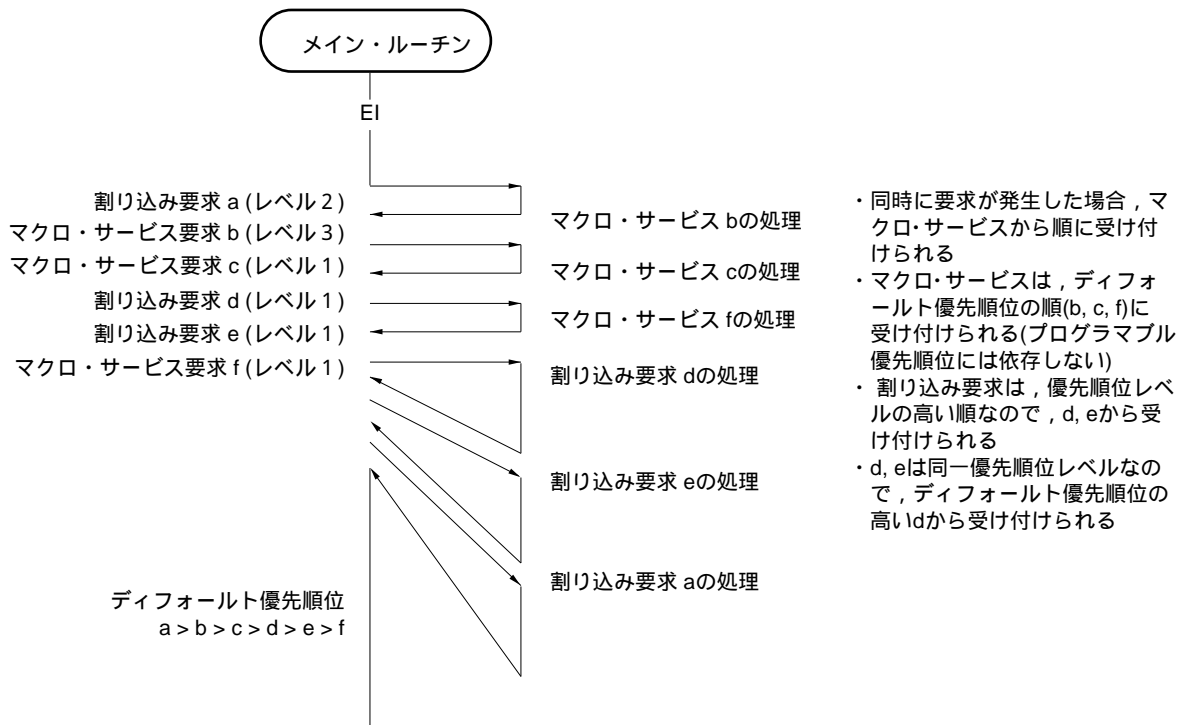 メイン・ルーチン
EI
割り込み要求 a (レベル 2 )
マクロ・サービス要求 b (レベル 3 )
マクロ・サービス要求 c (レベル 1 )
割り込み要求 d (レベル 1 )
割り込み要求 e (レベル 1 )
マクロ・サービス要求 f (レベル 1 )
マクロ・サービス bの処理
マクロ・サービス cの処理
マクロ・サービス fの処理
割り込み要求 dの処理
割り込み要求 eの処理
割り込み要求 aの処理
ディフォールト優先順位
a > b > c > d > e > f
・同時に要求が発生した場合 , マ
クロ・サービスから順に受け付
けられる
・マクロ・サービスは , ディフォ
ールト優先順位の順(b, c, f)に
受け付けられる(プログラマブル
優先順位には依存しない)
・ 割り込み要求は , 優先順位レベ
ルの高い順なので , d, eから受
け付けられる
・d, eは同一優先順位レベルなの
で , ディフォールト優先順位の
高いdから受け付けられる